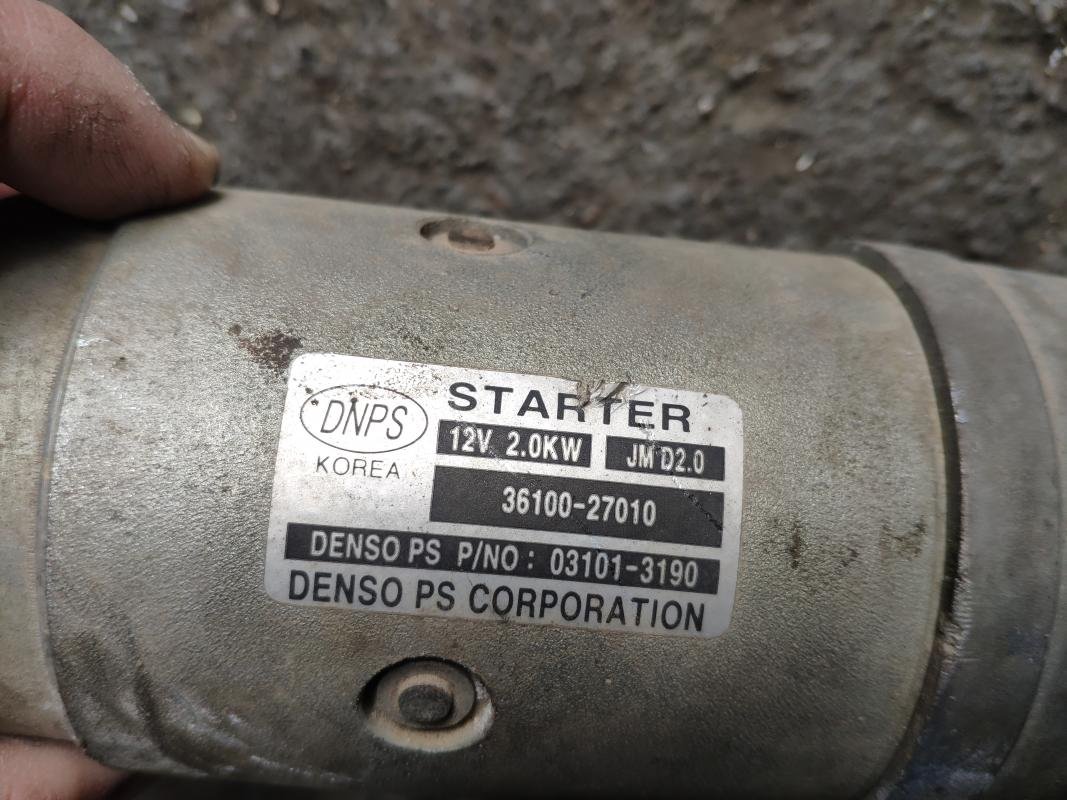 DNPS
KOREA
STARTER
12V 2.0KW JM D2.0
36100-27010
DENSO PS P/NO : 03101-3190
DENSO PS CORPORATION